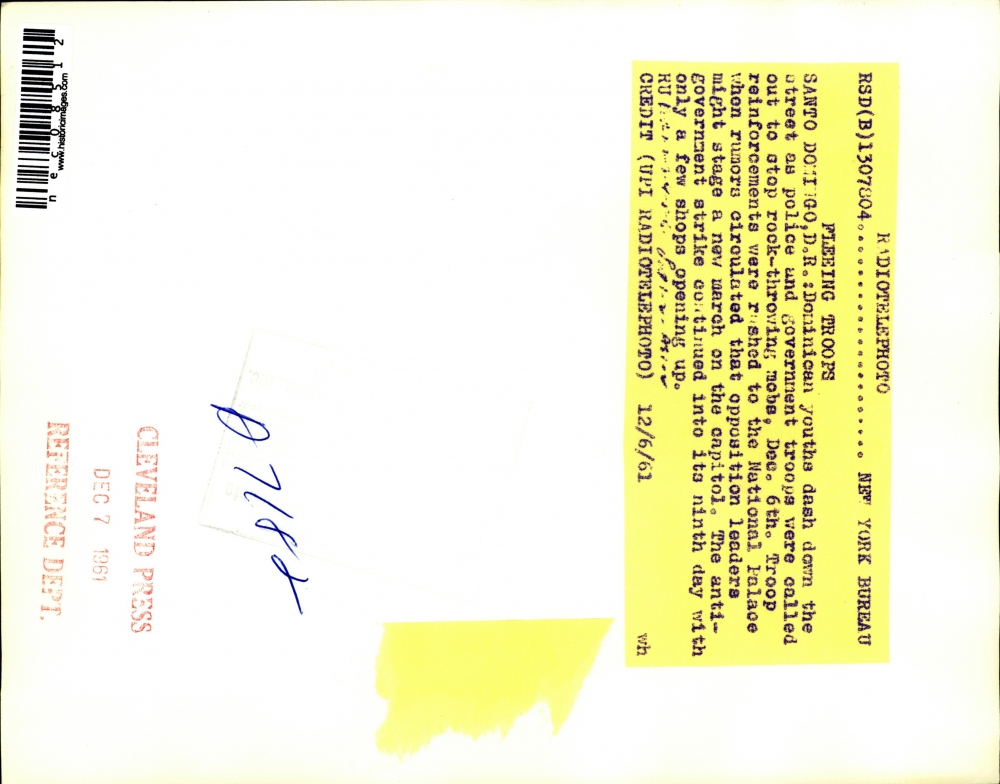 RADIOTELEPHOTO
RSD(B)1307804..................... NEW YORK BUREAU
FLEEING TROOPS
SANTO DOMINGO,D.R.:Dominican youths dash down the
street as police and government troops were called
out to stop rock-throwing mobs, Dec. 6th. Troop
reinforcements were rushed to the National Palace
when rumors circulated that opposition leaders
might stage a new march on the capitol. The anti-
government strike continued into its ninth day with
only a few shops opening up.
CREDIT (UPI RADIOTELEPHOTO) 12/6/61 wh
CLEVELAND PRESS
DEC 7 1961
REFERENCE DEPT.
www.historicimages.com
nec08512